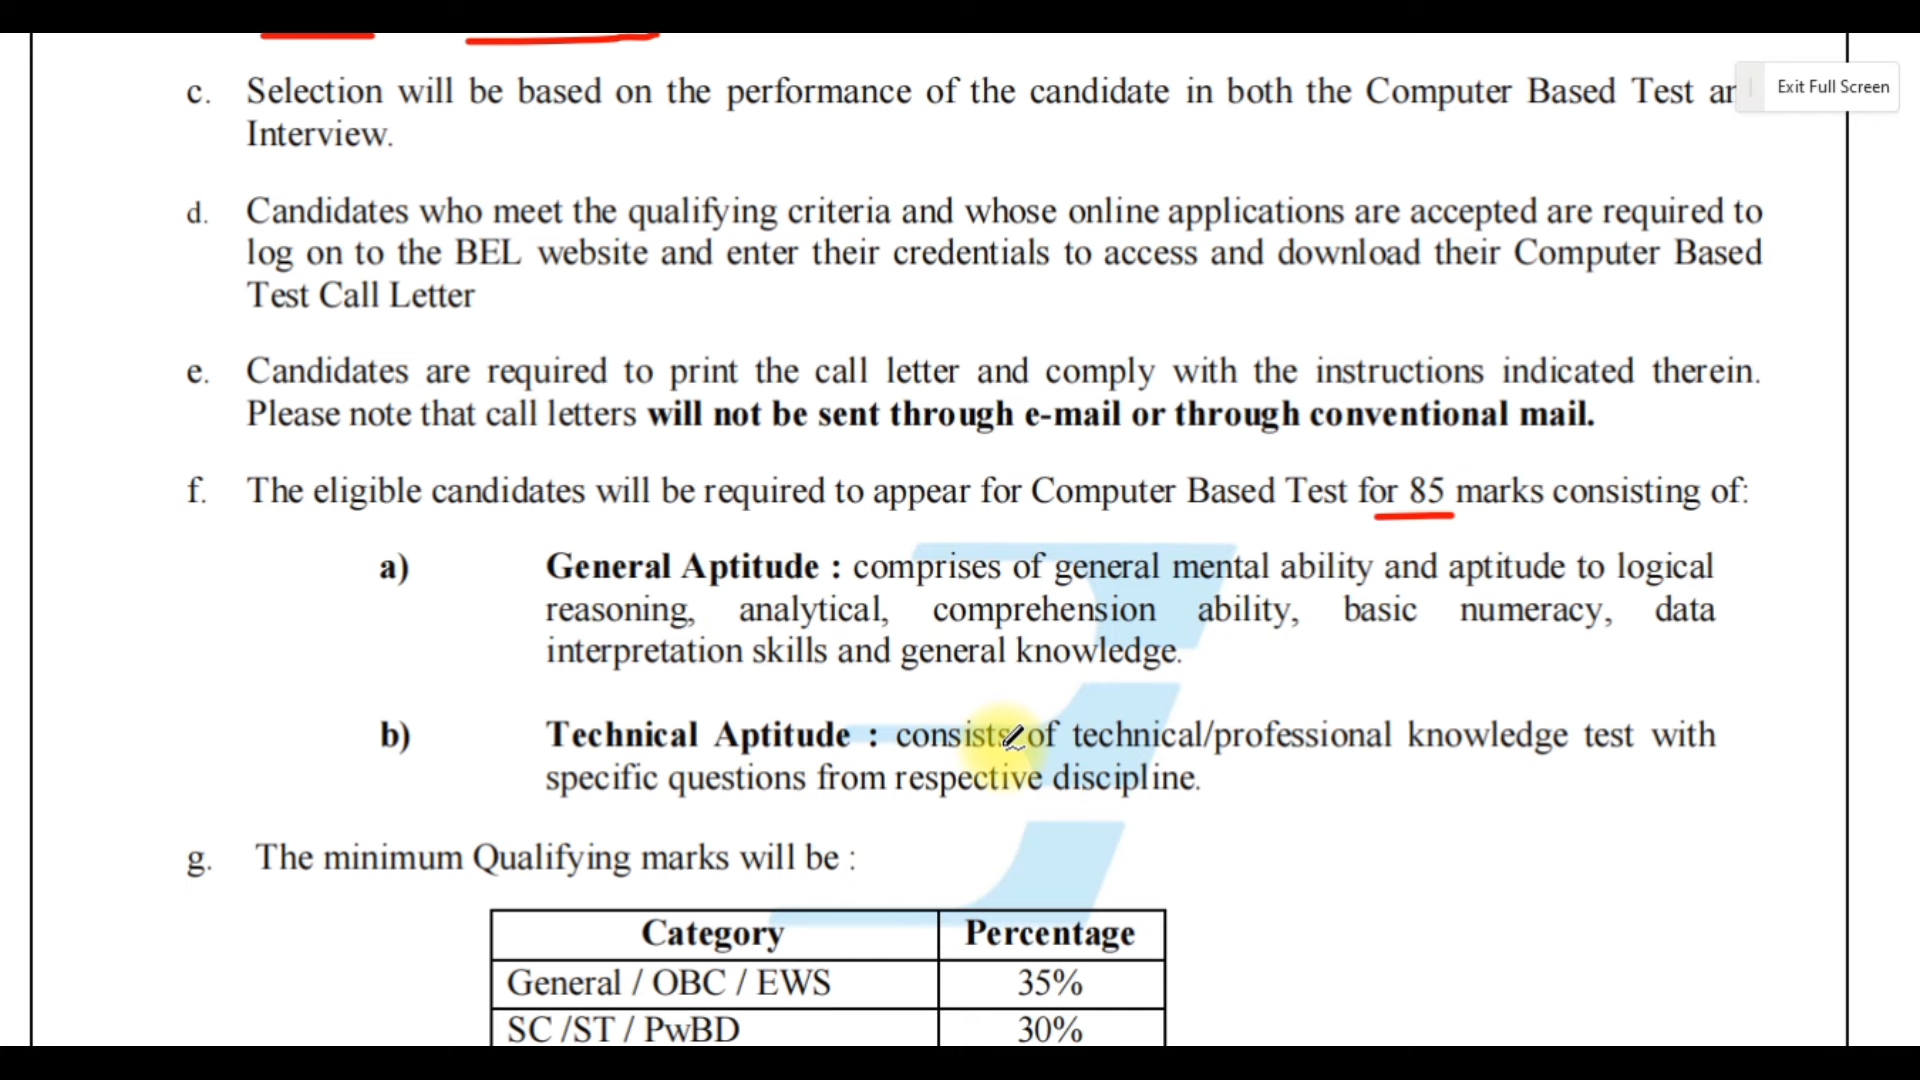 c. Selection will be based on the performance of the candidate in both the Computer Based Test
Exit Full Screen
Interview.
d. Candidates who meet the qualifying criteria and whose online applications are accepted are required to
log on to the BEL website and enter their credentials to access and download their Computer Based
Test Call Letter
e. Candidates are required to print the call letter and comply with the instructions indicated therein.
Please note that call letters will not be sent through e-mail or through conventional mail.
f. The eligible candidates will be required to appear for Computer Based Test for 85 marks consisting of:
a) General Aptitude : comprises of general mental ability and aptitude to logical
reasoning, analytical, comprehension ability, basic numeracy, data
interpretation skills and general knowledge.
b) Technical Aptitude : consists of technical/professional knowledge test with
specific questions from respective discipline.
g. The minimum Qualifying marks will be :
Category Percentage
General / OBC / EWS 35%
SC /ST / PwBD 30%